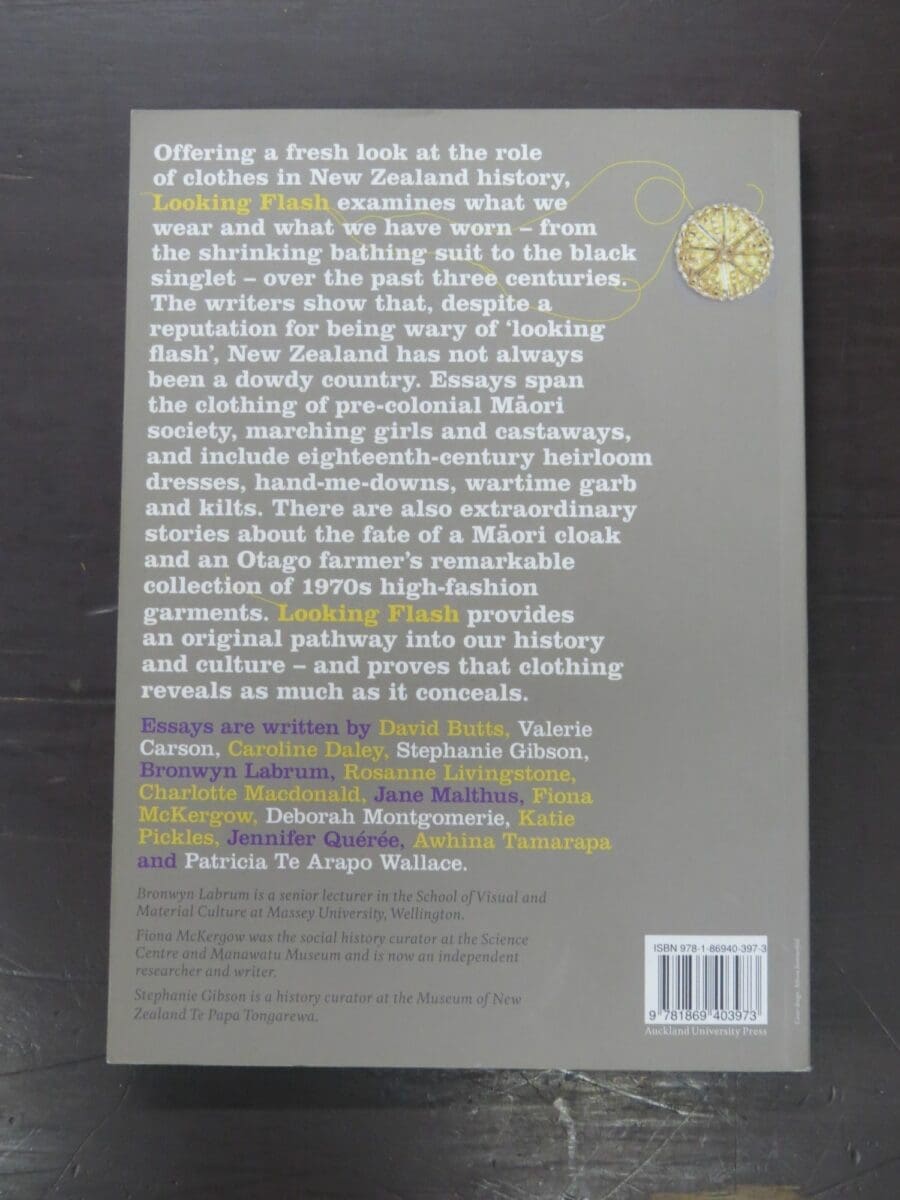 Offering a fresh look at the role
of clothes in New Zealand history,
Looking Flash examines what we
wear and what we have worn – from
the shrinking bathing suit to the black
singlet – over the past three centuries.
The writers show that, despite a
reputation for being wary of ‘looking
flash’, New Zealand has not always
been a dowdy country. Essays span
the clothing of pre-colonial Māori
society, marching girls and castaways,
and include eighteenth-century heirloom
dresses, hand-me-downs, wartime garb
and kilts. There are also extraordinary
stories about the fate of a Māori cloak
and an Otago farmer’s remarkable
collection of 1970s high-fashion
garments. Looking Flash provides
an original pathway into our history
and culture – and proves that clothing
reveals as much as it conceals.
Essays are written by David Butts, Valerie
Carson, Caroline Daley, Stephanie Gibson,
Bronwyn Labrum, Rosanne Livingstone,
Charlotte Macdonald, Jane Malthus, Fiona
McKergow, Deborah Montgomerie, Katie
Pickles, Jennifer Quérée, Awhina Tamarapa
and Patricia Te Arapo Wallace.
Bronwyn Labrum is a senior lecturer in the School of Visual and
Material Culture at Massey University, Wellington.
Fiona McKergow was the social history curator at the Science
Centre and Manawatu Museum and is now an independent
researcher and writer.
Stephanie Gibson is a history curator at the Museum of New
Zealand Te Papa Tongarewa.
ISBN 978-1-86940-397-3
9 781869 403973
Auckland University Press